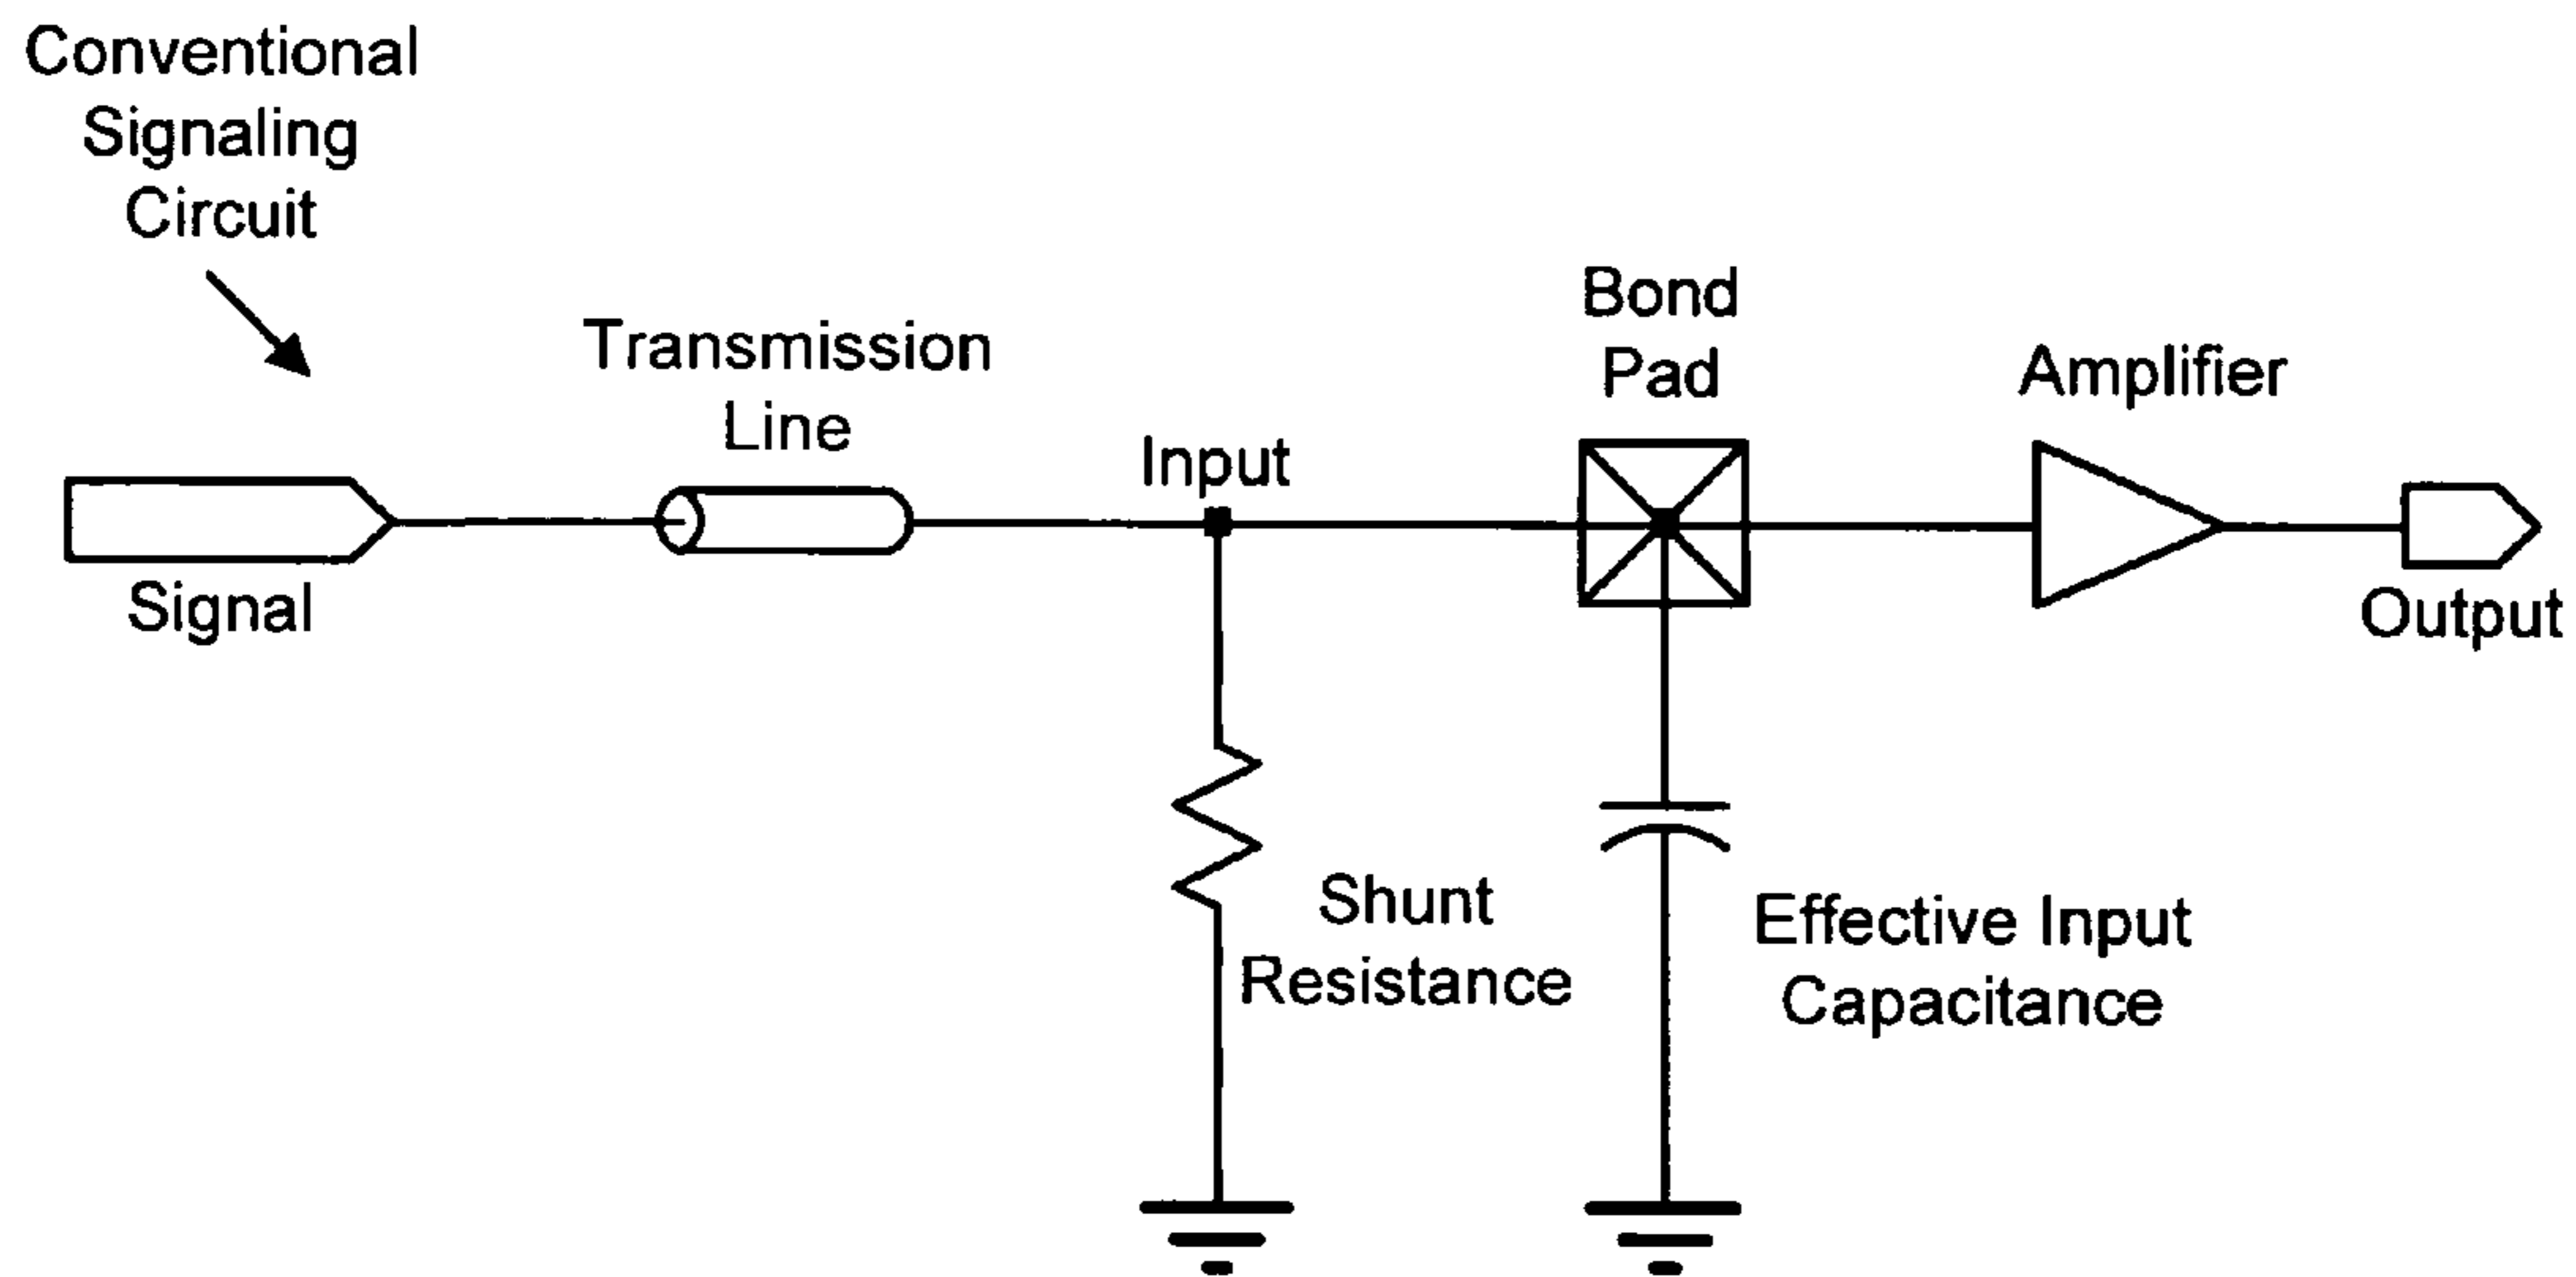 Conventional
Signaling
Circuit
Transmission
Line
Input
Bond
Pad
Amplifier
Signal
Output
Shunt
Resistance
Effective Input
Capacitance